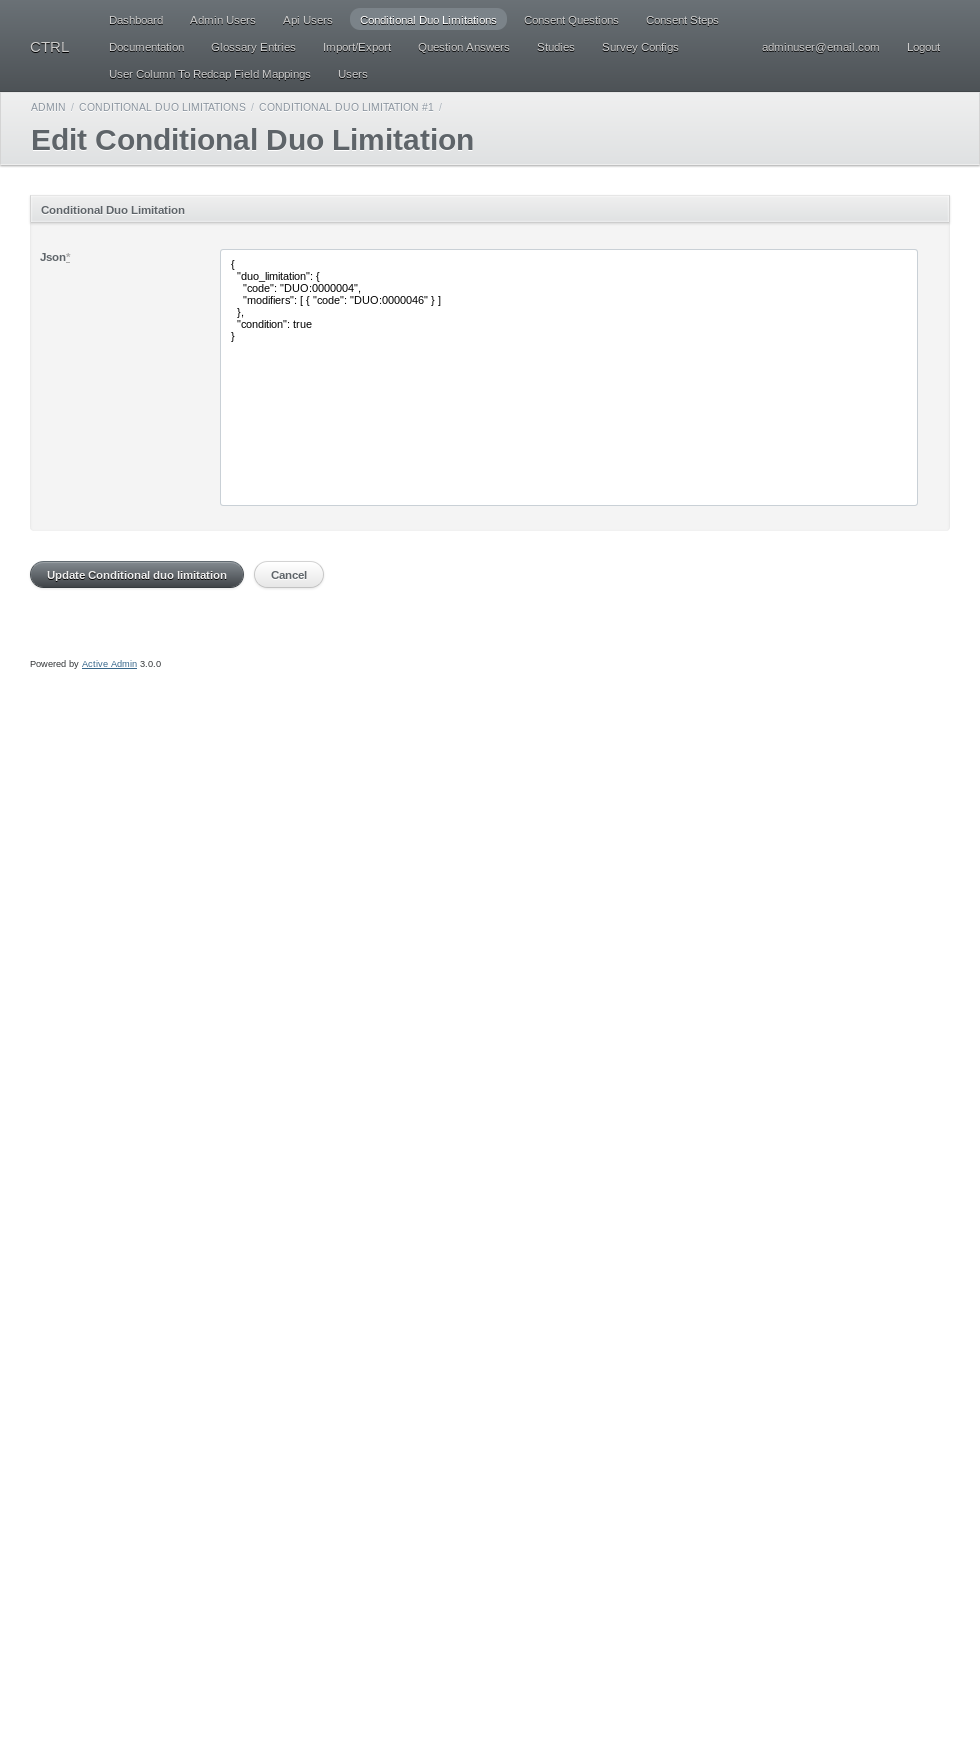 CTRL
Dashboard Admin Users Api Users Conditional Duo Limitations Consent Questions Consent Steps
Documentation Glossary Entries Import/Export Question Answers Studies Survey Configs
User Column To Redcap Field Mappings Users
adminuser@email.com Logout
ADMIN / CONDITIONAL DUO LIMITATIONS / CONDITIONAL DUO LIMITATION #1 /
Edit Conditional Duo Limitation
Conditional Duo Limitation
Json*
{
  "duo_limitation": {
    "code": "DUO:0000004",
    "modifiers": [ { "code": "DUO:0000046" } ]
  },
  "condition": true
}
Update Conditional duo limitation Cancel
Powered by Active Admin 3.0.0